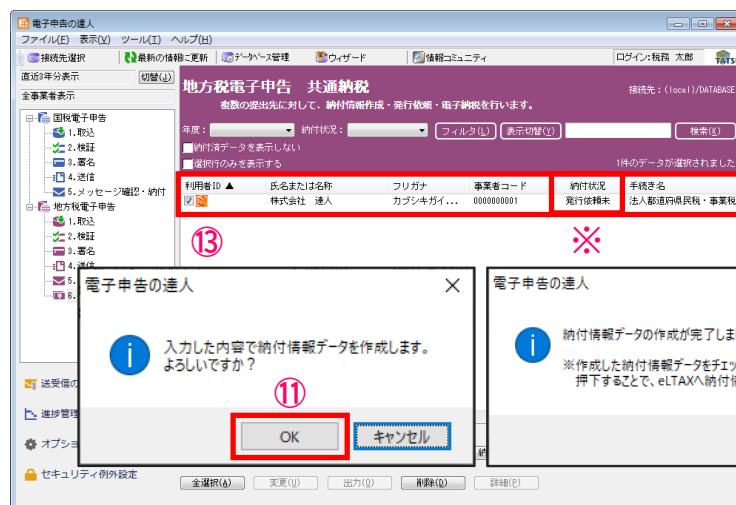 電子申告の達人
ファイル(F) 表示(V) ツール(T) ヘルプ(H)
接続先選択 最新の情報に更新 データベース管理 ウィザード 情報コミュニティ ログイン:税務 太郎
直近3年分表示 切替(J)
全事業者表示
国税電子申告
1.取込
2.検証
3.署名
4.送信
5.メッセージ確認・納付
地方税電子申告
1.取込
2.検証
3.署名
4.送信
5.
6.
送受信の
進捗管理
オプショ
セキュリティ例外設定
地方税電子申告 共通納税
複数の提出先に対して、納付情報作成・発行依頼・電子納税を行います。
接続先:(local)/DATABASE
年度: 納付状況: フィルタ(L) 表示切替(Y) 検索(K)
納付済データを表示しない
選択行のみを表示する
1件のデータが選択されました
利用者ID ▲ 氏名または名称 フリガナ 事業者コード 納付状況 手続き名
株式会社 達人 カブシキガイ... 0000000001 発行依頼未 法人都道府県民税・事業税
⑬
※
電子申告の達人
入力した内容で納付情報データを作成します。
よろしいですか?
⑪
OK キャンセル
電子申告の達人
納付情報データの作成が完了しま
※作成した納付情報データをチェッ
押下することで、eLTAXへ納付情
全選択(A) 変更(U) 出力(O) 削除(D) 詳細(P)